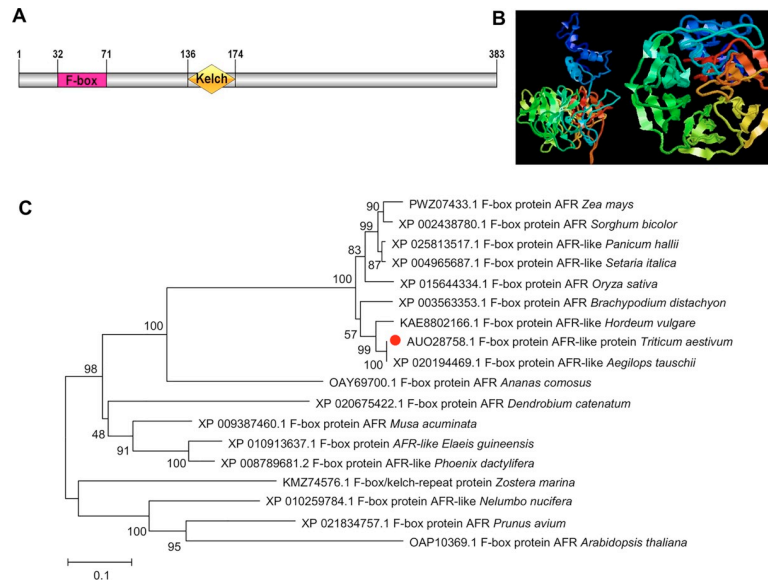 A
B
1 32 71 136 174 383
F-box Kelch
C
90 PWZ07433.1 F-box protein AFR Zea mays
99 XP 002438780.1 F-box protein AFR Sorghum bicolor
83 XP 025813517.1 F-box protein AFR-like Panicum hallii
87 XP 004965687.1 F-box protein AFR-like Setaria italica
100 XP 015644334.1 F-box protein AFR Oryza sativa
XP 003563353.1 F-box protein AFR Brachypodium distachyon
100 57 KAE8802166.1 F-box protein AFR-like Hordeum vulgare
99 AUO28758.1 F-box protein AFR-like protein Triticum aestivum
100 XP 020194469.1 F-box protein AFR-like Aegilops tauschii
98 OAY69700.1 F-box protein AFR Ananas comosus
XP 020675422.1 F-box protein AFR Dendrobium catenatum
48 XP 009387460.1 F-box protein AFR Musa acuminata
91 XP 010913637.1 F-box protein AFR-like Elaeis guineensis
100 XP 008789681.2 F-box protein AFR-like Phoenix dactylifera
KMZ74576.1 F-box/kelch-repeat protein Zostera marina
XP 010259784.1 F-box protein AFR-like Nelumbo nucifera
100 XP 021834757.1 F-box protein AFR Prunus avium
95 OAP10369.1 F-box protein AFR Arabidopsis thaliana
0.1